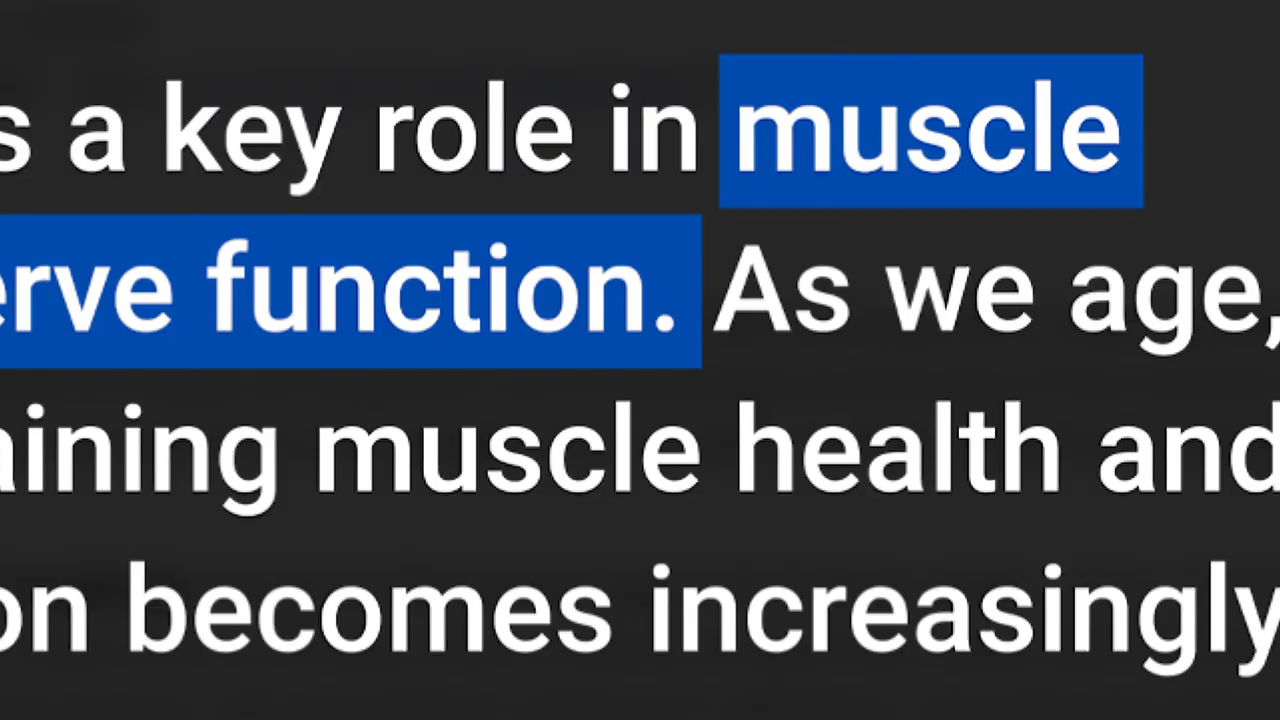 s a key role in muscle
erve function. As we age,
aining muscle health and
on becomes increasingly